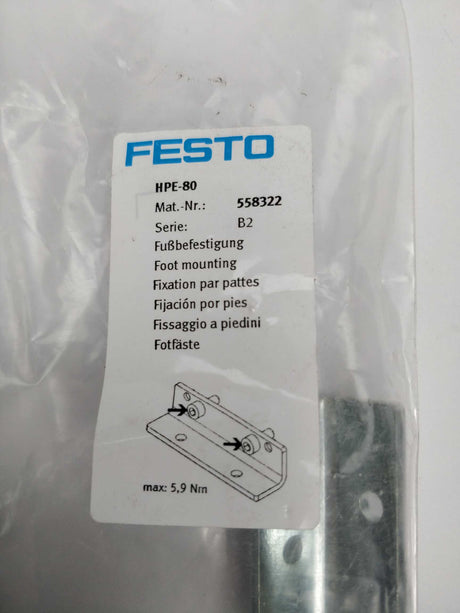 FESTO
HPE-80
Mat.-Nr.: 558322
Serie: B2
Fußbefestigung
Foot mounting
Fixation par pattes
Fijación por pies
Fissaggio a piedini
Fotfäste
max: 5,9 Nm